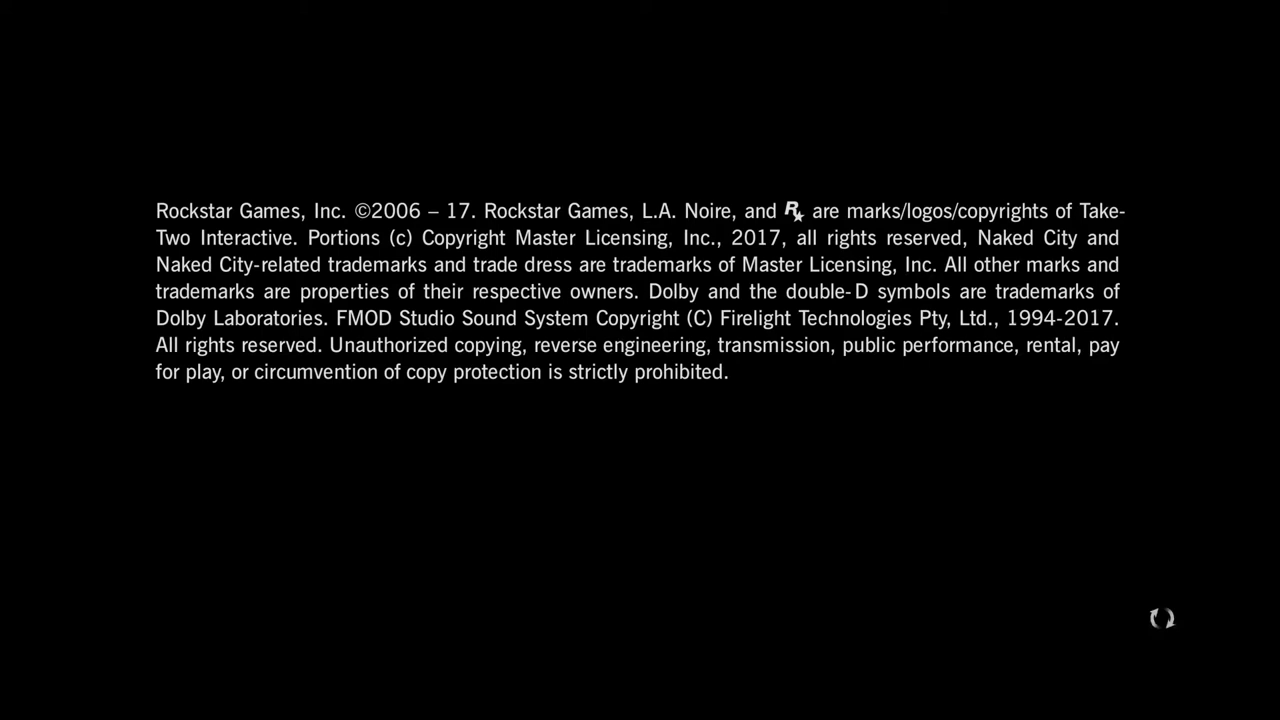 Rockstar Games, Inc. ©2006 – 17. Rockstar Games, L.A. Noire, and R★ are marks/logos/copyrights of Take-
Two Interactive. Portions (c) Copyright Master Licensing, Inc., 2017, all rights reserved, Naked City and
Naked City-related trademarks and trade dress are trademarks of Master Licensing, Inc. All other marks and
trademarks are properties of their respective owners. Dolby and the double-D symbols are trademarks of
Dolby Laboratories. FMOD Studio Sound System Copyright (C) Firelight Technologies Pty, Ltd., 1994-2017.
All rights reserved. Unauthorized copying, reverse engineering, transmission, public performance, rental, pay
for play, or circumvention of copy protection is strictly prohibited.